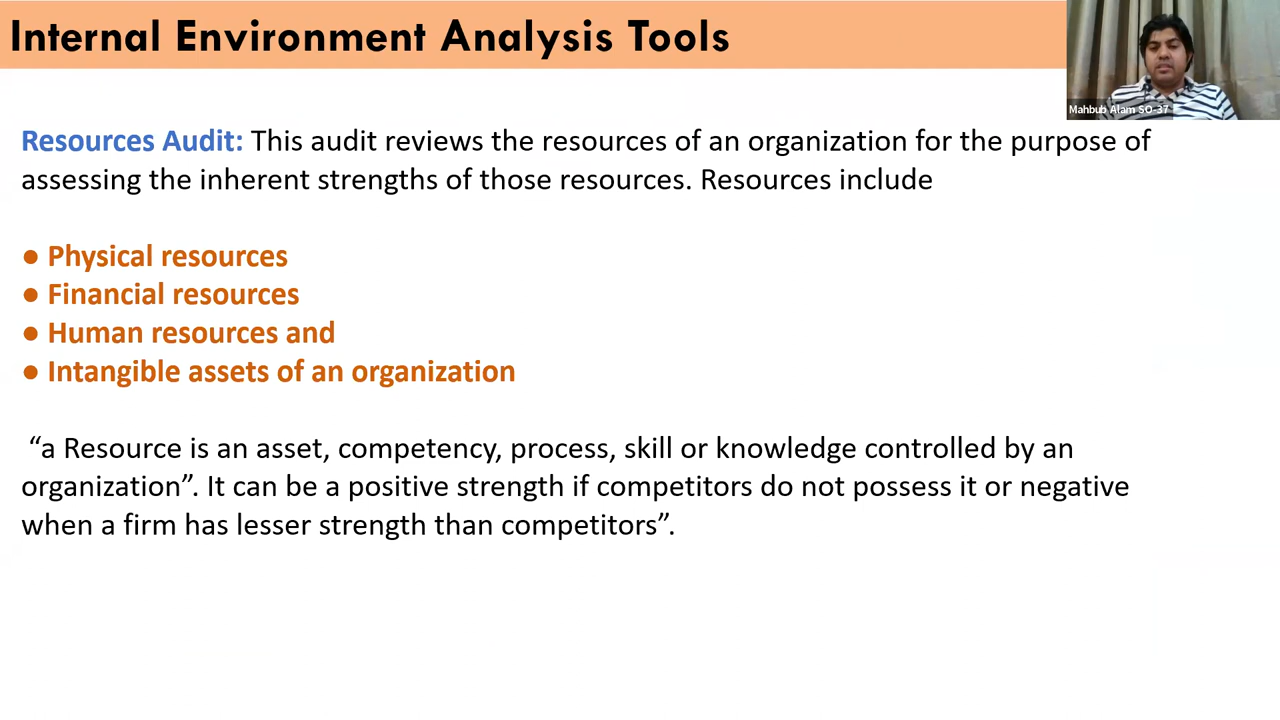 Internal Environment Analysis Tools
Mahbub Alam SO-37
Resources Audit: This audit reviews the resources of an organization for the purpose of
assessing the inherent strengths of those resources. Resources include
● Physical resources
● Financial resources
● Human resources and
● Intangible assets of an organization
“a Resource is an asset, competency, process, skill or knowledge controlled by an
organization”. It can be a positive strength if competitors do not possess it or negative
when a firm has lesser strength than competitors”.